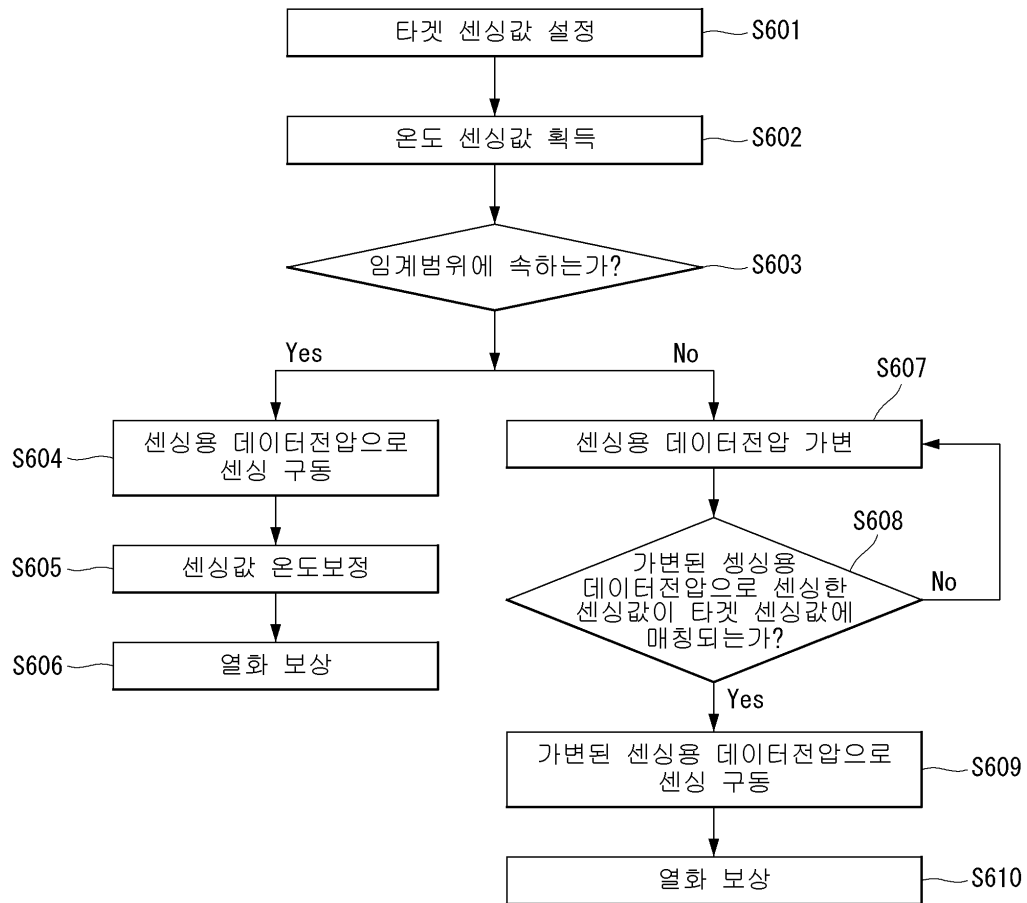 타겟 센싱값 설정
S601
온도 센싱값 획득
S602
임계범위에 속하는가?
S603
Yes
No
S607
S604
센싱용 데이터전압으로
센싱 구동
센싱용 데이터전압 가변
S608
S605
센싱값 온도보정
가변된 셍싱용
데이터전압으로 센싱한
센싱값이 타겟 센싱값에
매칭되는가?
No
S606
열화 보상
Yes
가변된 센싱용 데이터전압으로
센싱 구동
S609
열화 보상
S610